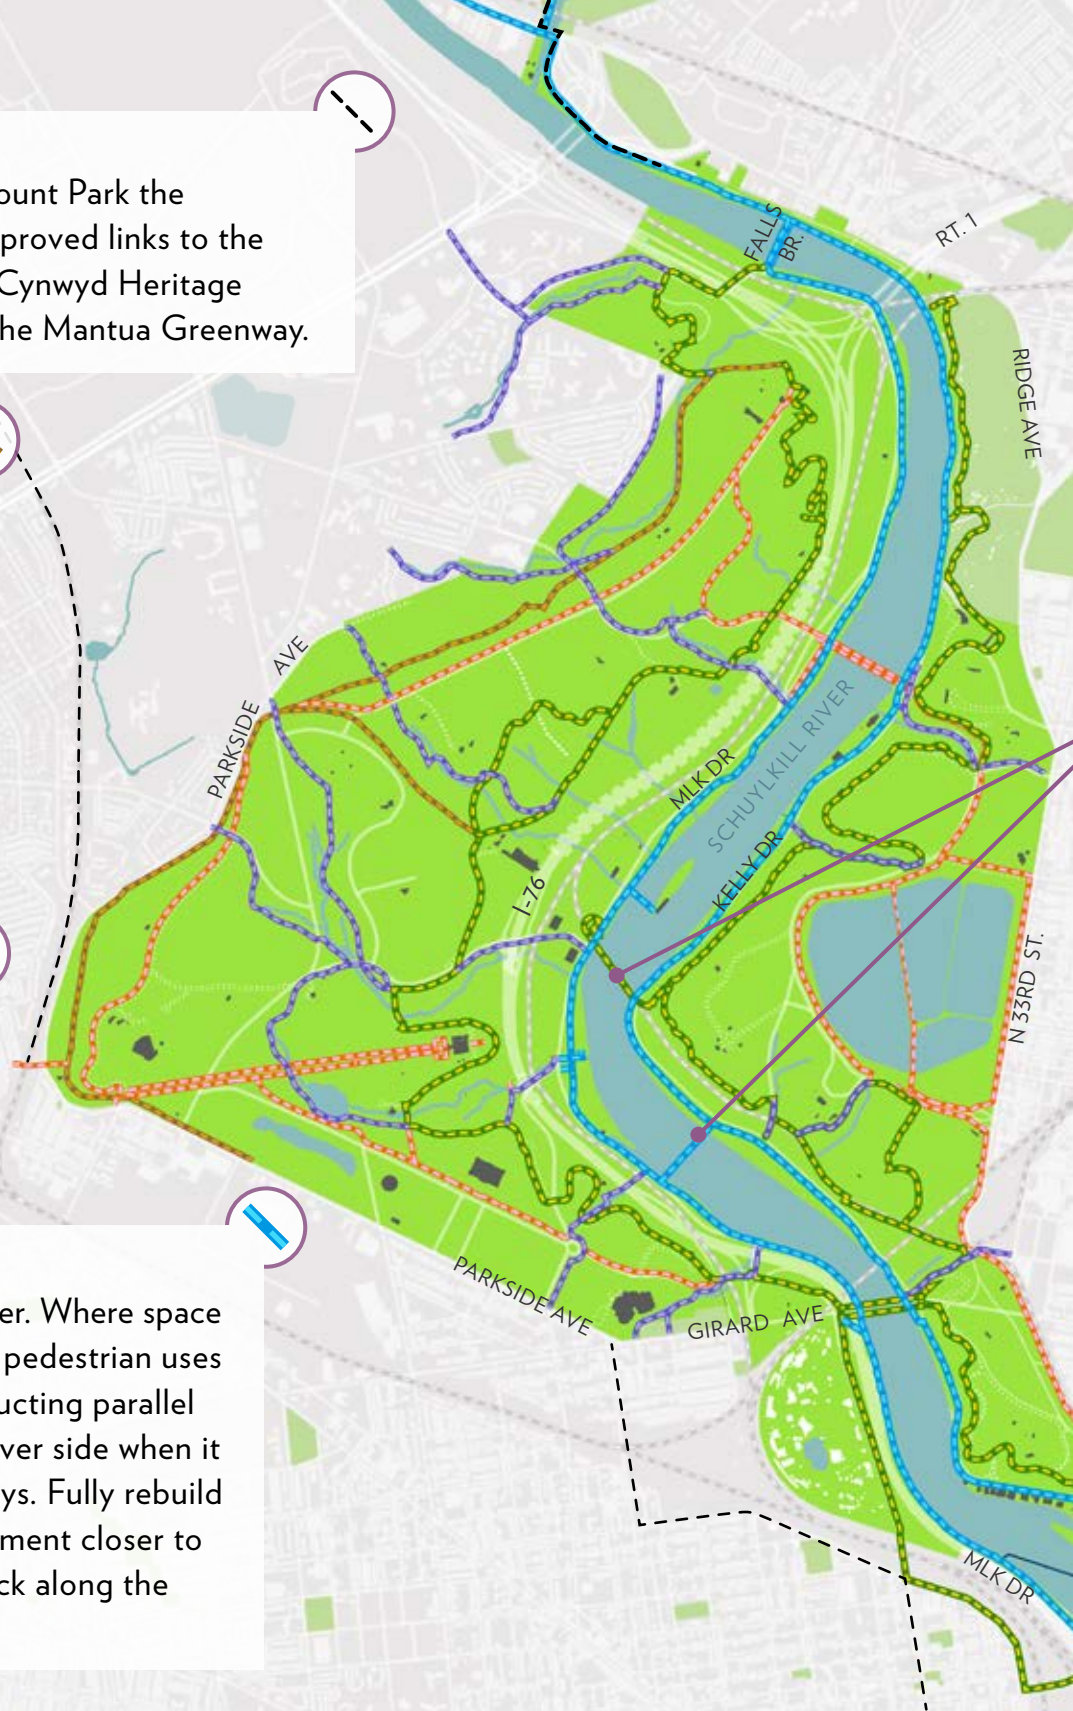 ount Park the
proved links to the
Cynwyd Heritage
he Mantua Greenway.
FALLS
BR.
RT. 1
RIDGE AVE
PARKSIDE AVE
MLK DR
SCHUYLKILL RIVER
KELLY DR
I-76
N 33RD ST.
PARKSIDE AVE
GIRARD AVE
MLK DR
er. Where space
pedestrian uses
ucting parallel
ver side when it
ys. Fully rebuild
ment closer to
ck along the